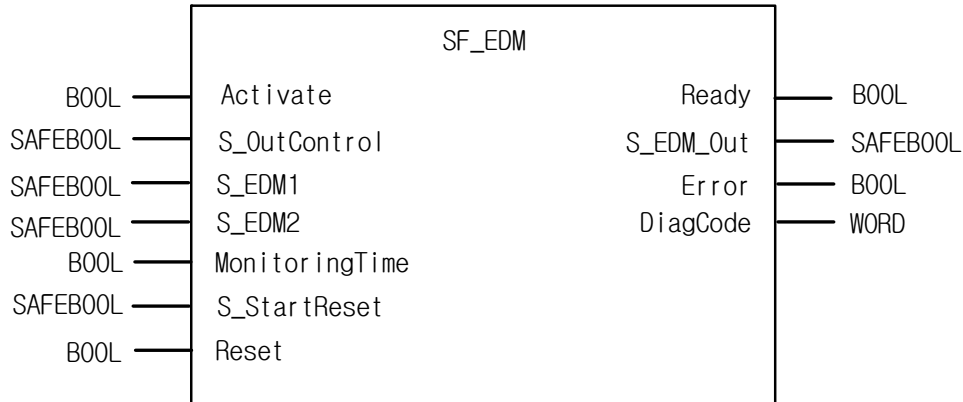 SF_EDM
BOOL Activate Ready BOOL
SAFEBOOL S_OutControl S_EDM_Out SAFEBOOL
SAFEBOOL S_EDM1 Error BOOL
SAFEBOOL S_EDM2 DiagCode WORD
BOOL MonitoringTime
SAFEBOOL S_StartReset
BOOL Reset